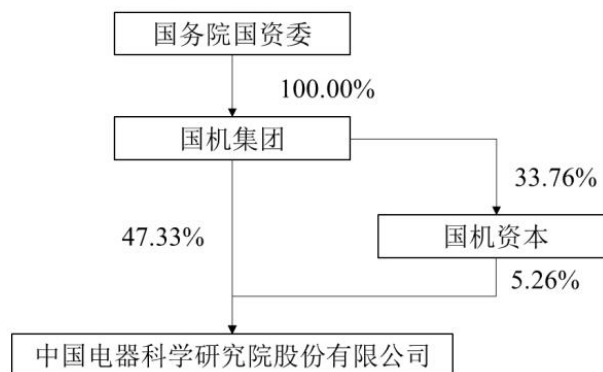 国务院国资委
100.00%
国机集团
33.76%
47.33%
国机资本
5.26%
中国电器科学研究院股份有限公司